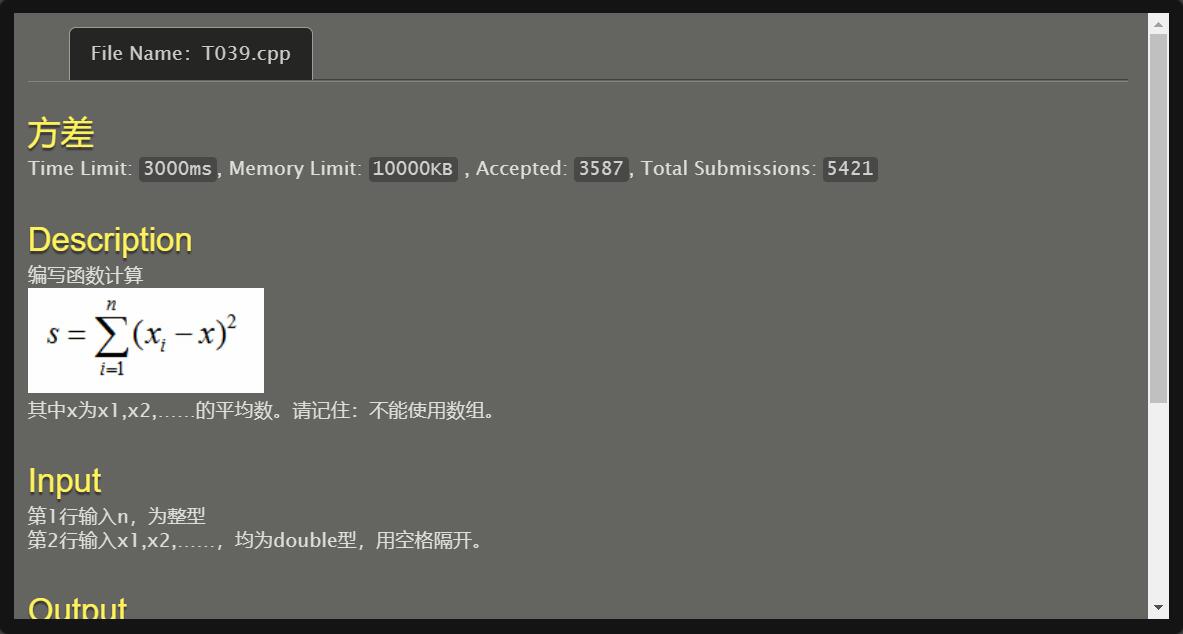 File Name: T039.cpp
方差
Time Limit: 3000ms, Memory Limit: 10000KB , Accepted: 3587, Total Submissions: 5421
Description
编写函数计算
s = \sum_{i=1}^{n} (x_i - x)^2
其中x为x1,x2,……的平均数。请记住：不能使用数组。
Input
第1行输入n，为整型
第2行输入x1,x2,……，均为double型，用空格隔开。
Output